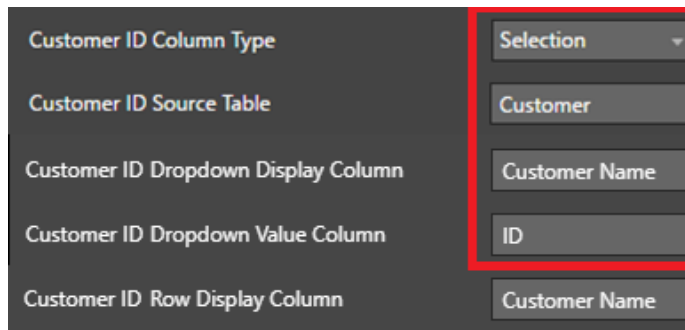 Customer ID Column Type Selection
Customer ID Source Table Customer
Customer ID Dropdown Display Column Customer Name
Customer ID Dropdown Value Column ID
Customer ID Row Display Column Customer Name